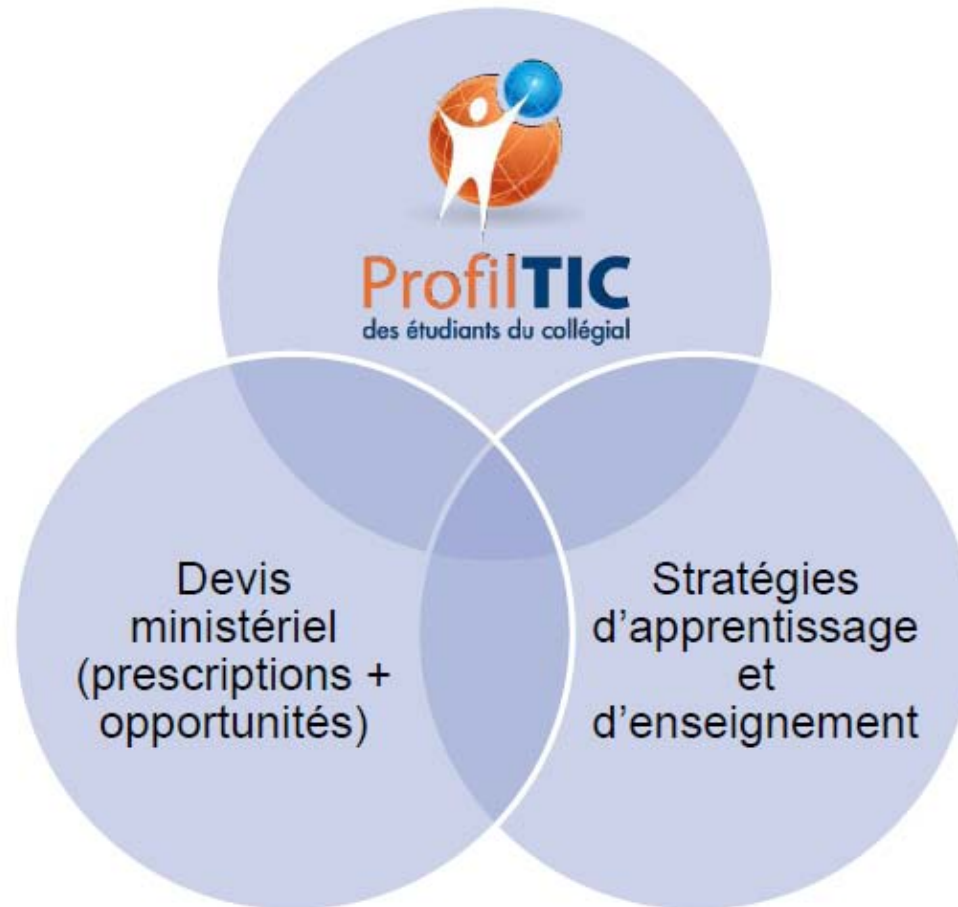 ProfilTIC
des étudiants du collégial
Devis
ministériel
(prescriptions +
opportunités)
Stratégies
d'apprentissage
et
d'enseignement